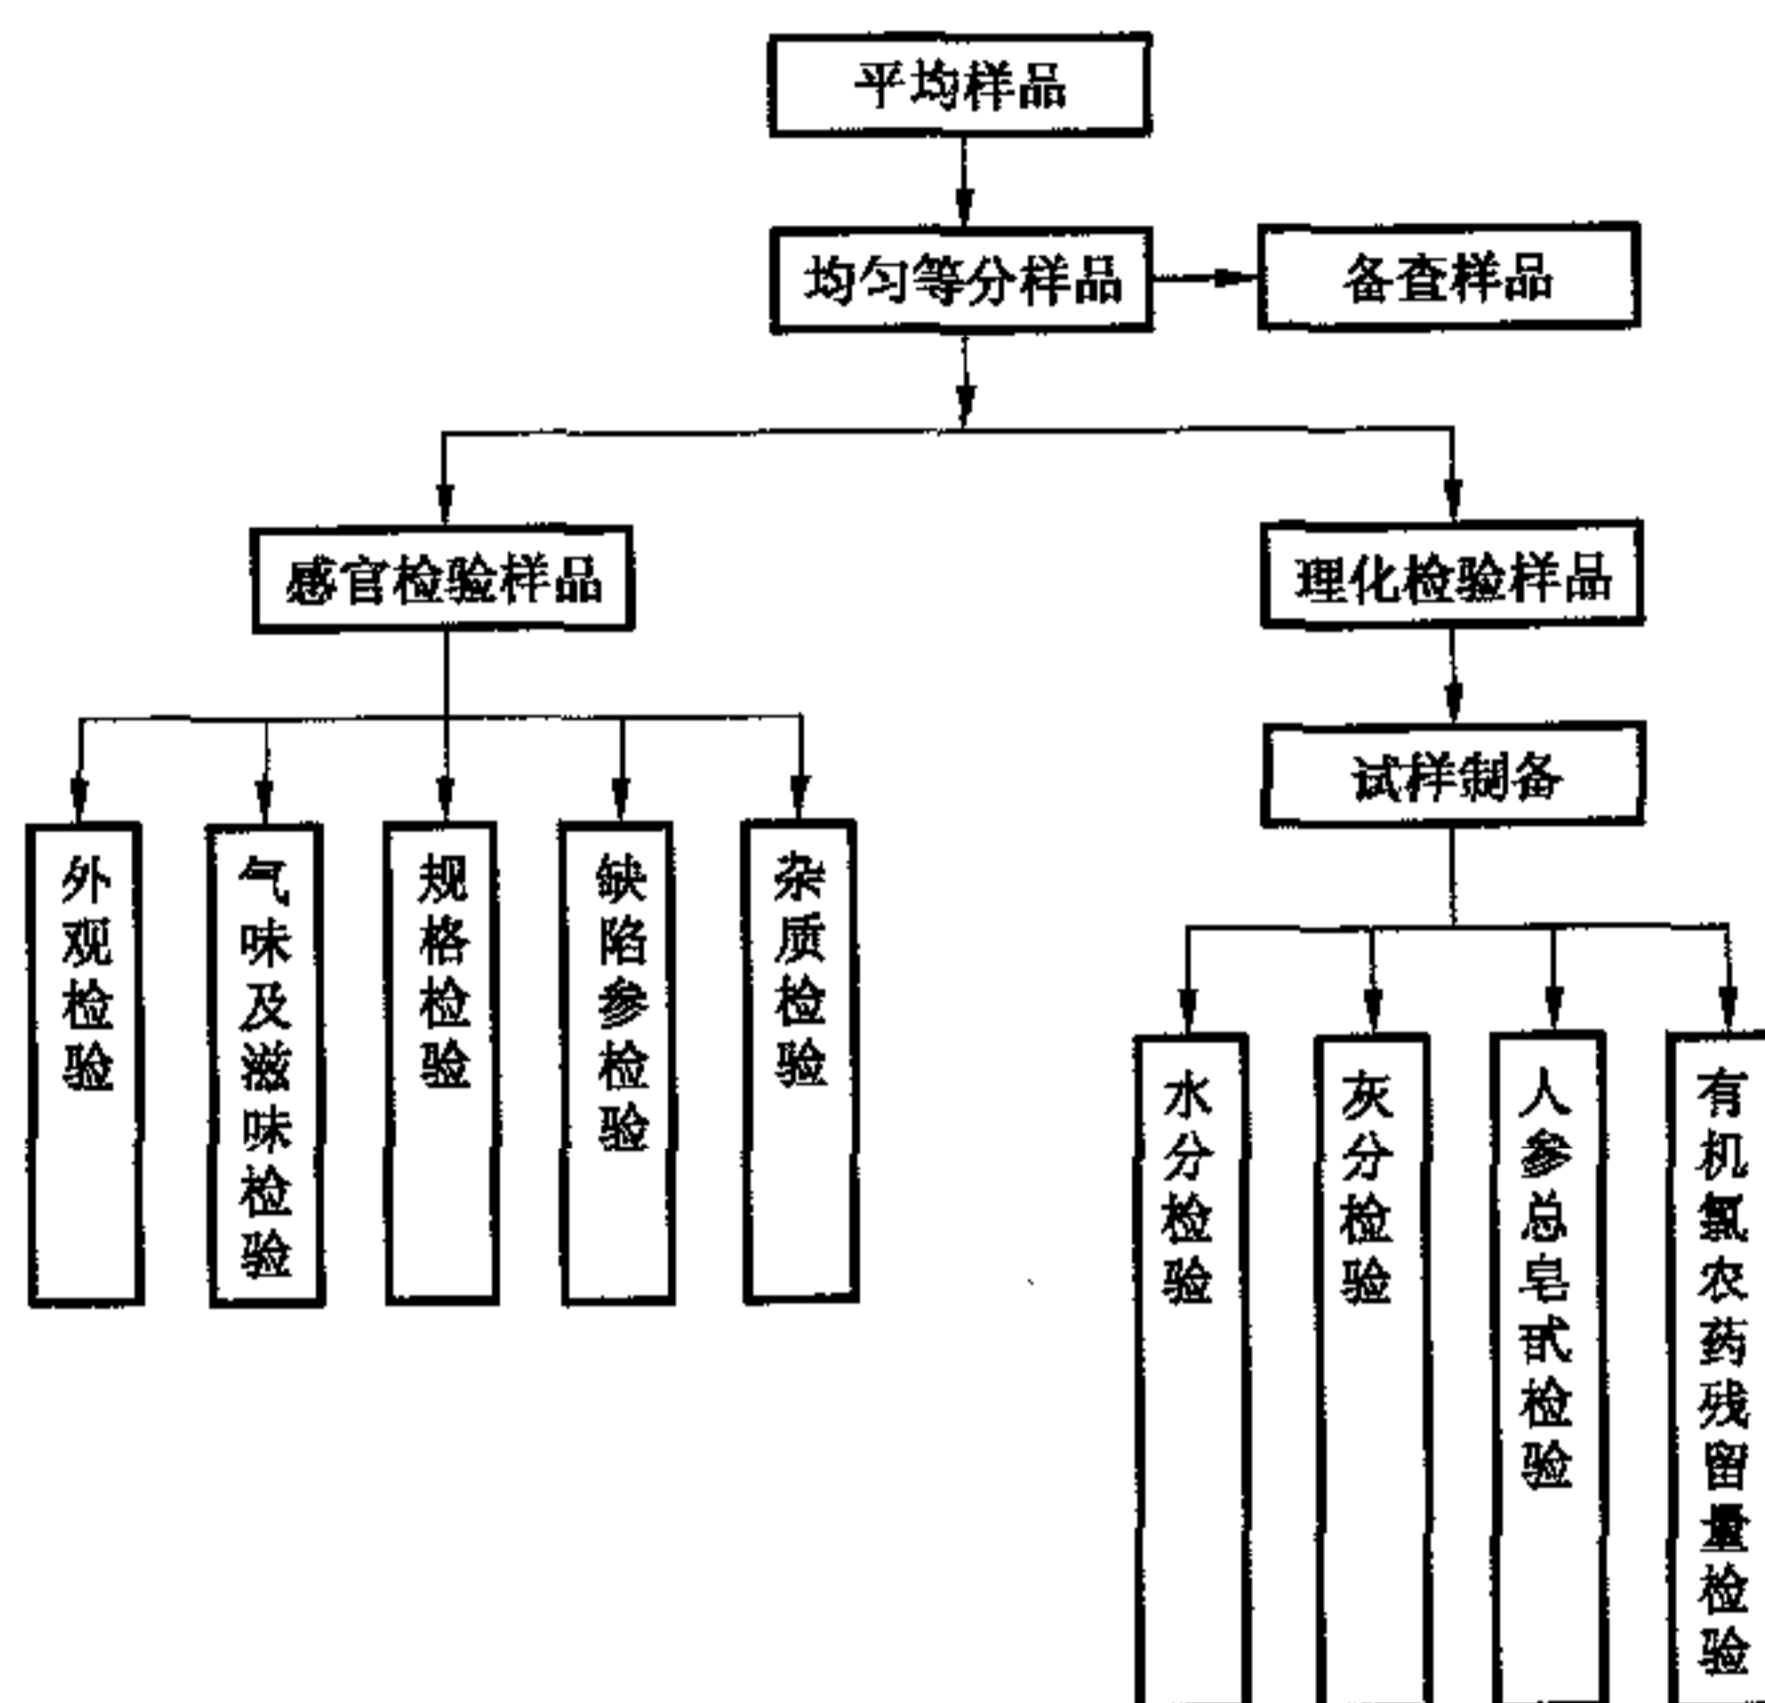 平均样品
均匀等分样品
备查样品
感官检验样品
理化检验样品
试样制备
外观检验
气味及滋味检验
规格检验
缺陷参检验
杂质检验
水分检验
灰分检验
人参总皂甙检验
有机氯农药残留量检验